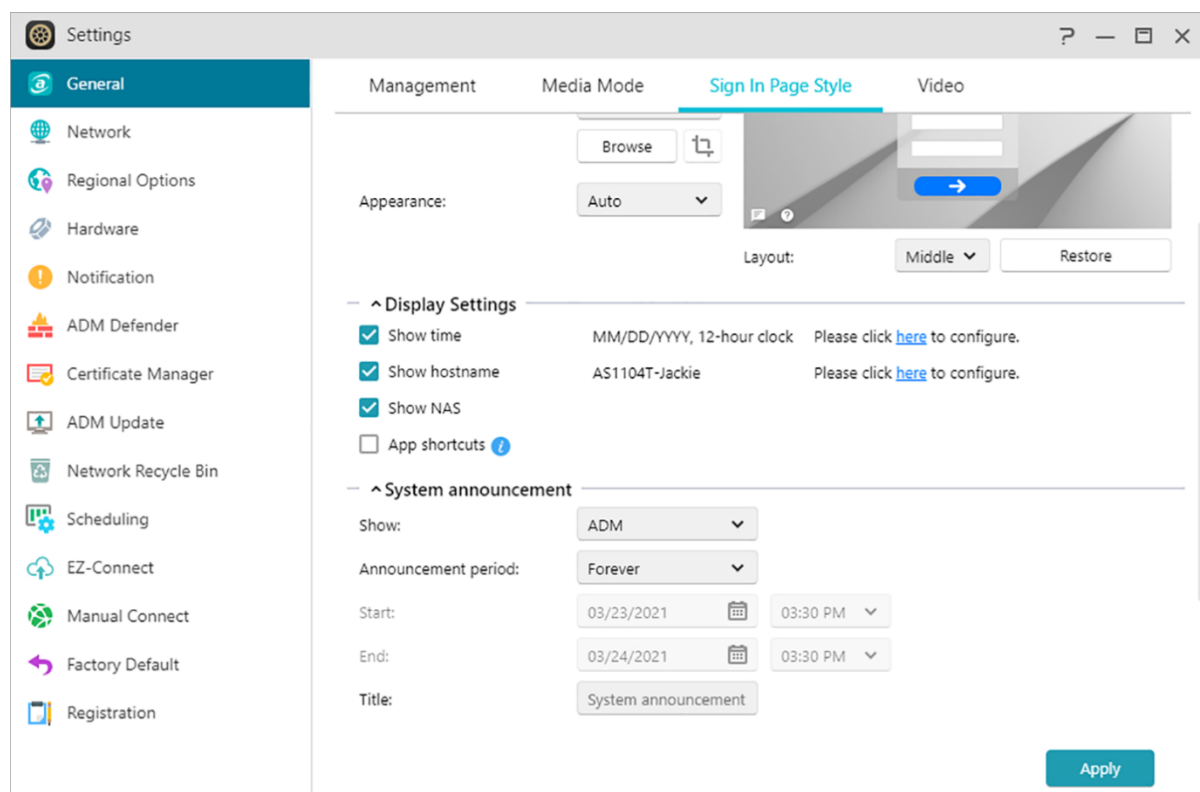 Settings
General
Network
Regional Options
Hardware
Notification
ADM Defender
Certificate Manager
ADM Update
Network Recycle Bin
Scheduling
EZ-Connect
Manual Connect
Factory Default
Registration
Management Media Mode Sign In Page Style Video
Browse
Appearance: Auto
Layout: Middle Restore
Display Settings
Show time MM/DD/YYYY, 12-hour clock Please click here to configure.
Show hostname AS1104T-Jackie Please click here to configure.
Show NAS
App shortcuts
System announcement
Show: ADM
Announcement period: Forever
Start: 03/23/2021 03:30 PM
End: 03/24/2021 03:30 PM
Title: System announcement
Apply